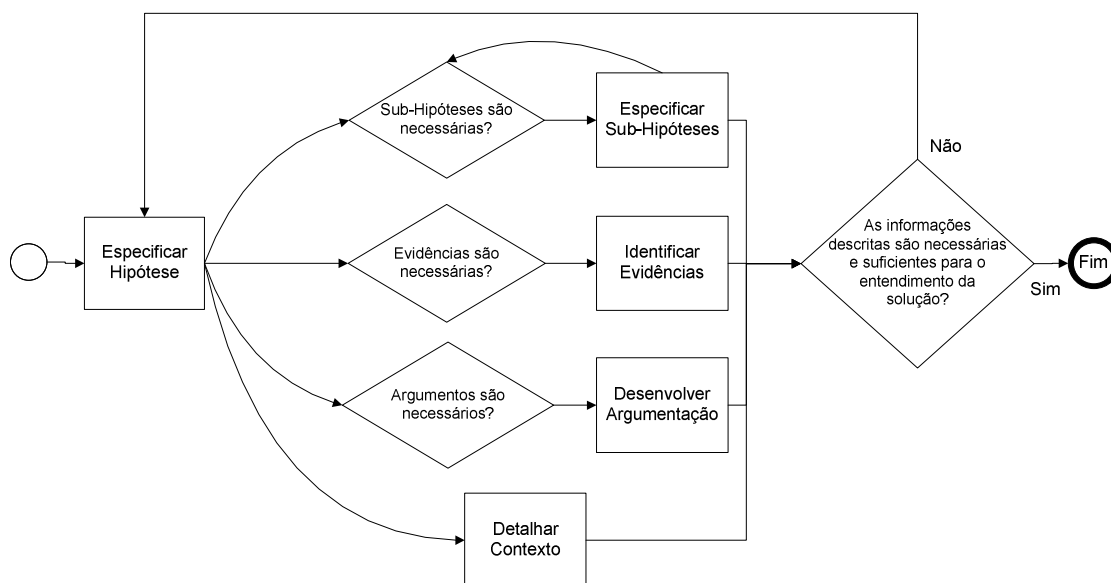 Sub-Hipóteses são
necessárias?
Especificar
Sub-Hipóteses
Não
Especificar
Hipótese
Evidências são
necessárias?
Identificar
Evidências
As informações
descritas são necessárias
e suficientes para o
entendimento da
solução?
Sim
Fim
Argumentos são
necessários?
Desenvolver
Argumentação
Detalhar
Contexto